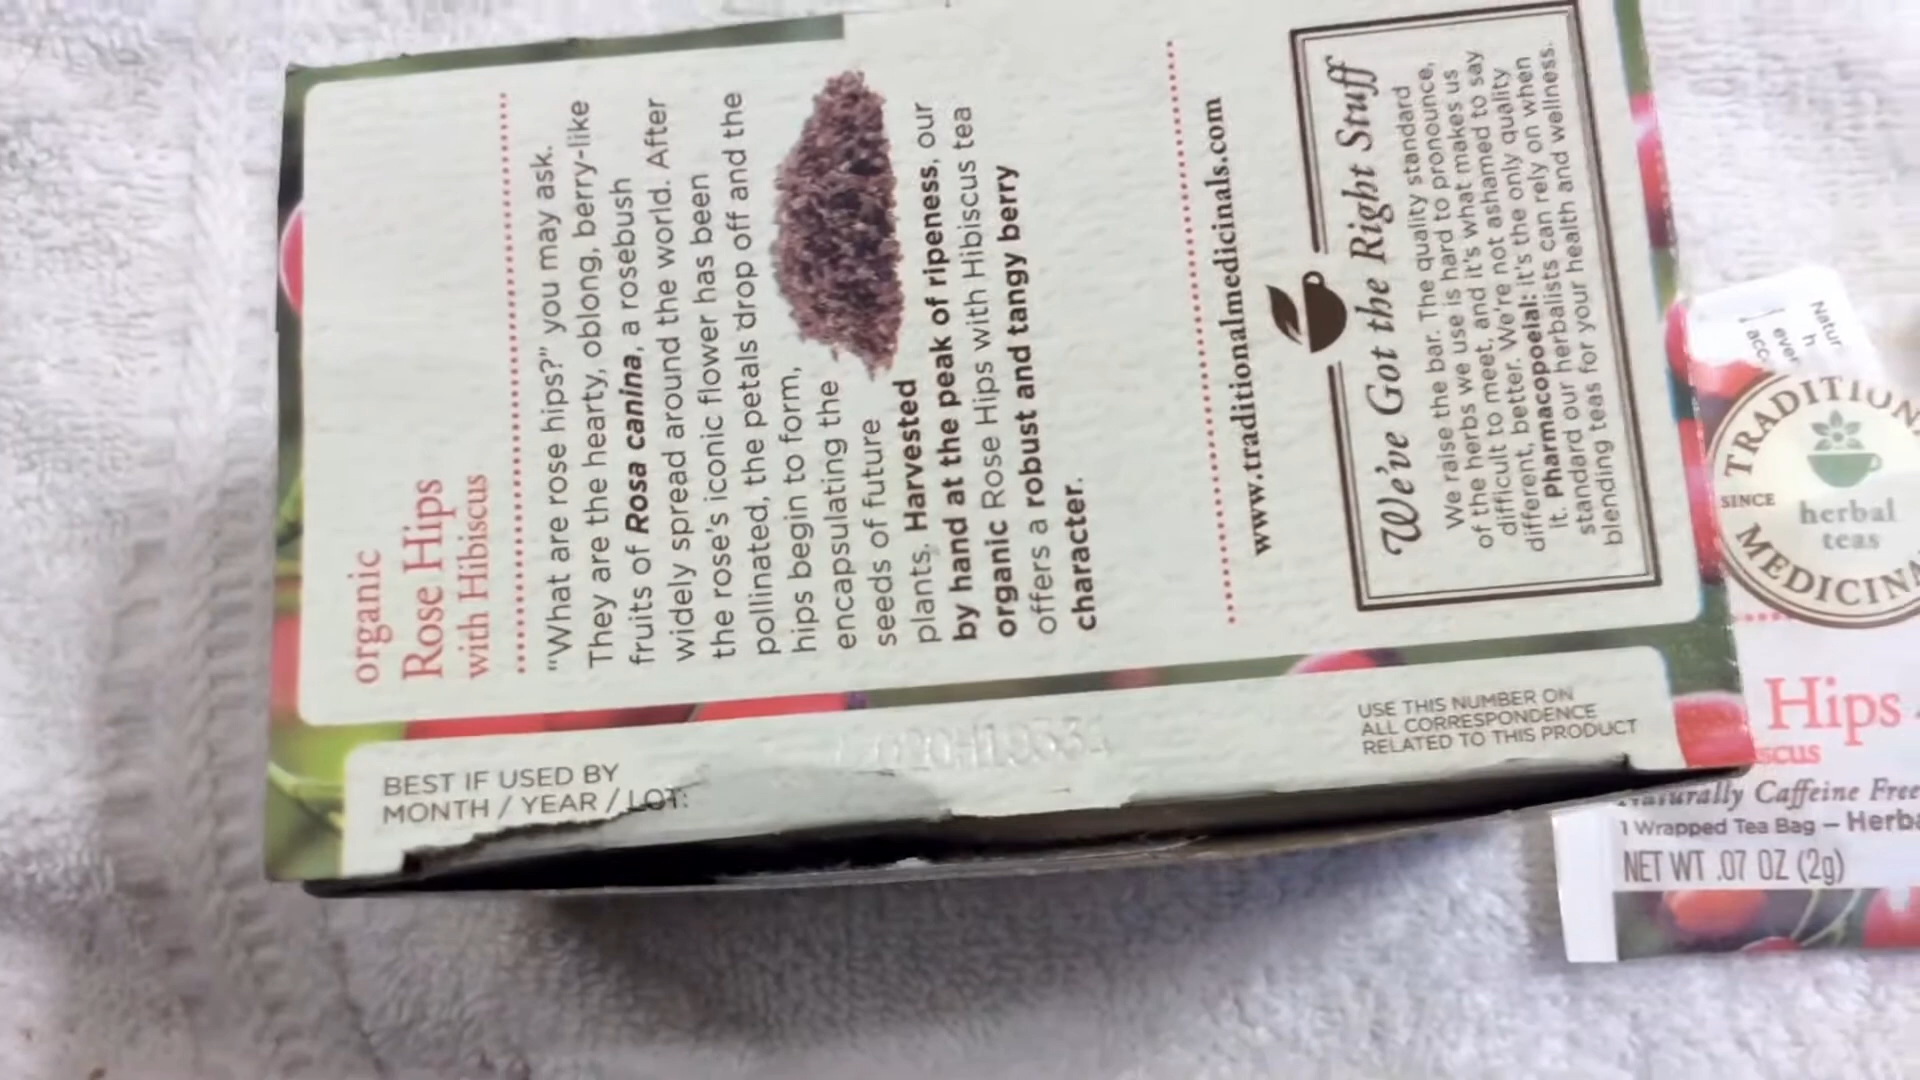 organic
Rose Hips
with Hibiscus
"What are rose hips?" you may ask.
They are the hearty, oblong, berry-like
fruits of Rosa canina, a rosebush
widely spread around the world. After
the rose's iconic flower has been
pollinated, the petals drop off and the
hips begin to form,
encapsulating the
seeds of future
plants. Harvested
by hand at the peak of ripeness, our
organic Rose Hips with Hibiscus tea
offers a robust and tangy berry
character.
www.traditionalmedicinals.com
We've Got the Right Stuff
We raise the bar. The quality standard
of the herbs we use is hard to pronounce,
difficult to meet, and it's what makes us
different, better. We're not ashamed to say
it. Pharmacopoeial: it's the only quality
standard our herbalists can rely on when
blending teas for your health and wellness.
BEST IF USED BY
MONTH / YEAR / LOT:
USE THIS NUMBER ON
ALL CORRESPONDENCE
RELATED TO THIS PRODUCT
Natur
h
ever
acc
TRADITION
SINCE
herbal
teas
MEDICINA
Hips
scus
Naturally Caffeine Free
1 Wrapped Tea Bag – Herba
NET WT .07 OZ (2g)